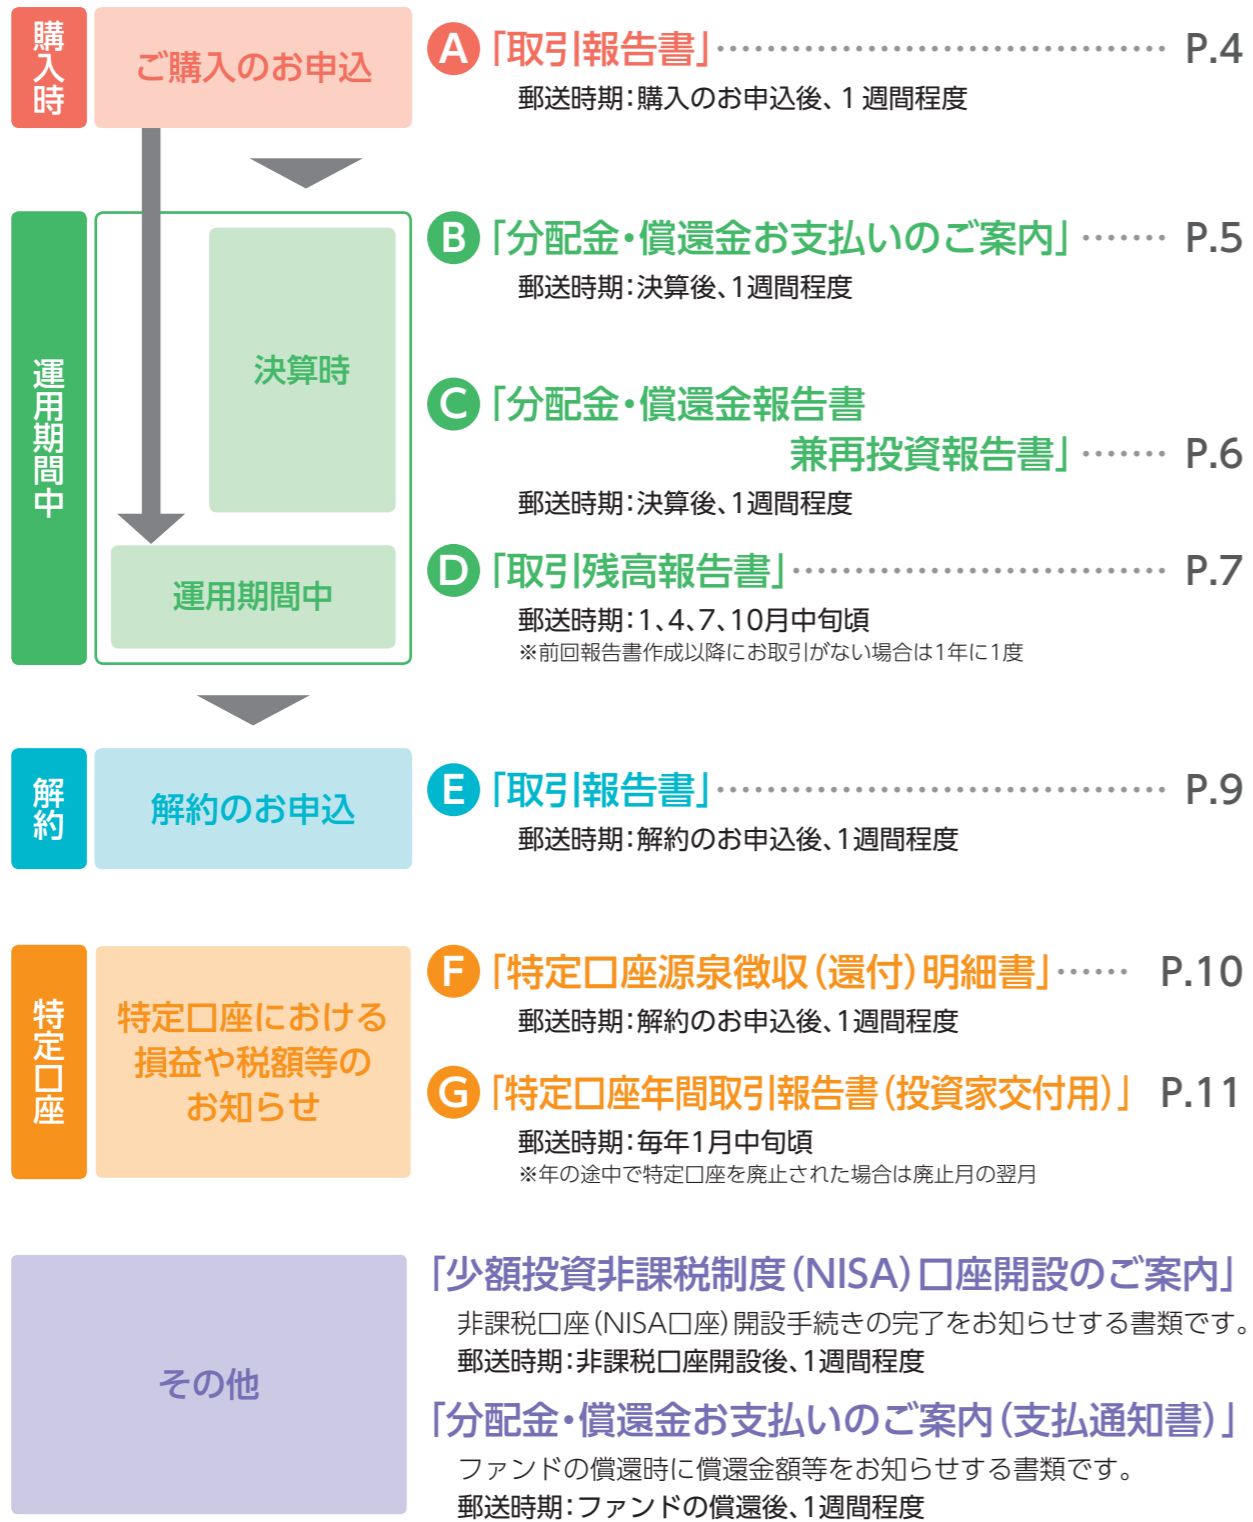 購入時
ご購入のお申込
A「取引報告書」…………………………… P.4
郵送時期：購入のお申込後、1週間程度
運用期間中
決算時
B「分配金・償還金お支払いのご案内」……. P.5
郵送時期：決算後、1週間程度
C「分配金・償還金報告書
兼再投資報告書」……. P.6
郵送時期：決算後、1週間程度
運用期間中
D「取引残高報告書」……………………… P.7
郵送時期：1、4、7、10月中旬頃
※前回報告書作成以降にお取引がない場合は1年に1度
解約
解約のお申込
E「取引報告書」…………………………… P.9
郵送時期：解約のお申込後、1週間程度
特定口座
特定口座における
損益や税額等の
お知らせ
F「特定口座源泉徴収（還付）明細書」…… P.10
郵送時期：解約のお申込後、1週間程度
G「特定口座年間取引報告書（投資家交付用）」 P.11
郵送時期：毎年1月中旬頃
※年の途中で特定口座を廃止された場合は廃止月の翌月
その他
「少額投資非課税制度（NISA）口座開設のご案内」
非課税口座（NISA口座）開設手続きの完了をお知らせする書類です。
郵送時期：非課税口座開設後、1週間程度
「分配金・償還金お支払いのご案内（支払通知書）」
ファンドの償還時に償還金額等をお知らせする書類です。
郵送時期：ファンドの償還後、1週間程度